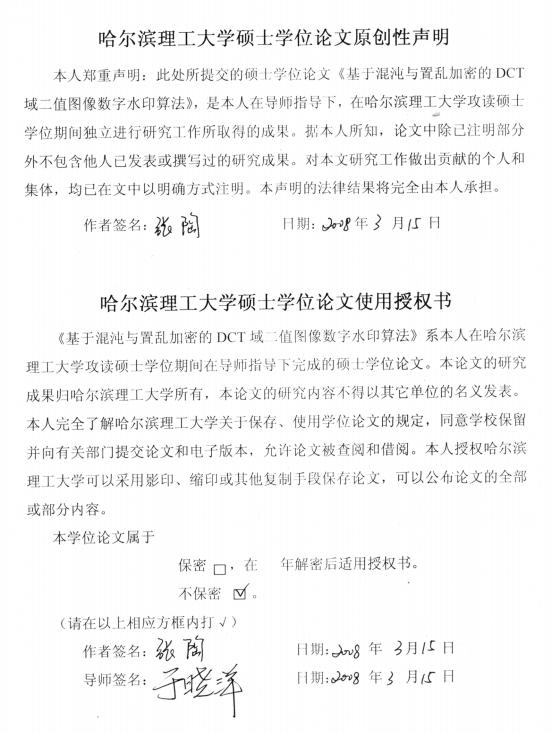 哈尔滨理工大学硕士学位论文原创性声明
本人郑重声明：此处所提交的硕士学位论文《基于混沌与置乱加密的 DCT
域二值图像数字水印算法》，是本人在导师指导下，在哈尔滨理工大学攻读硕士
学位期间独立进行研究工作所取得的成果。据本人所知，论文中除已注明部分
外不包含他人已发表或撰写过的研究成果。对本文研究工作做出贡献的个人和
集体，均已在文中以明确方式注明。本声明的法律结果将完全由本人承担。
作者签名：张陶 日期：2008 年 3 月 15 日
哈尔滨理工大学硕士学位论文使用授权书
《基于混沌与置乱加密的 DCT 域二值图像数字水印算法》系本人在哈尔滨
理工大学攻读硕士学位期间在导师指导下完成的硕士学位论文。本论文的研究
成果归哈尔滨理工大学所有，本论文的研究内容不得以其它单位的名义发表。
本人完全了解哈尔滨理工大学关于保存、使用学位论文的规定，同意学校保留
并向有关部门提交论文和电子版本，允许论文被查阅和借阅。本人授权哈尔滨
理工大学可以采用影印、缩印或其他复制手段保存论文，可以公布论文的全部
或部分内容。
本学位论文属于
保密 □，在 年解密后适用授权书。
不保密 ☑。
（请在以上相应方框内打√）
作者签名：张陶 日期：2008 年 3 月 15 日
导师签名：于晓洋 日期：2008 年 3 月 15 日